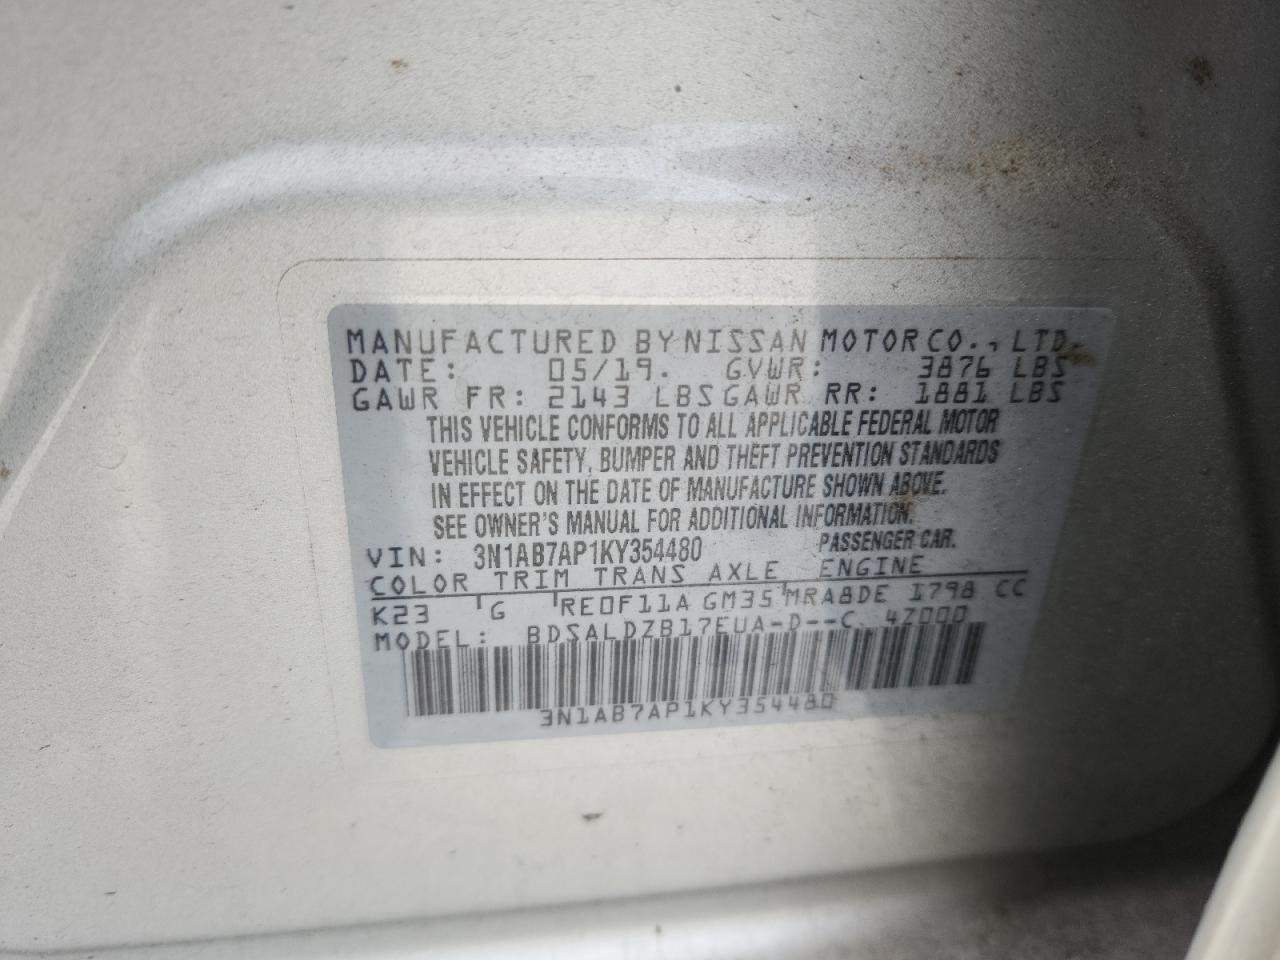 MANUFACTURED BY NISSAN MOTOR CO., LTD.
DATE: 05/19. GVWR: 3876 LBS
GAWR FR: 2143 LBS GAWR RR: 1881 LBS
THIS VEHICLE CONFORMS TO ALL APPLICABLE FEDERAL MOTOR
VEHICLE SAFETY, BUMPER AND THEFT PREVENTION STANDARDS
IN EFFECT ON THE DATE OF MANUFACTURE SHOWN ABOVE.
SEE OWNER'S MANUAL FOR ADDITIONAL INFORMATION.
VIN: 3N1AB7AP1KY354480 PASSENGER CAR.
COLOR TRIM TRANS AXLE ENGINE
K23 G RE0F11A GM35 MRA8DE 1798 CC
MODEL: BDSALDZB17EUA-D--C 4Z000
3N1AB7AP1KY354480